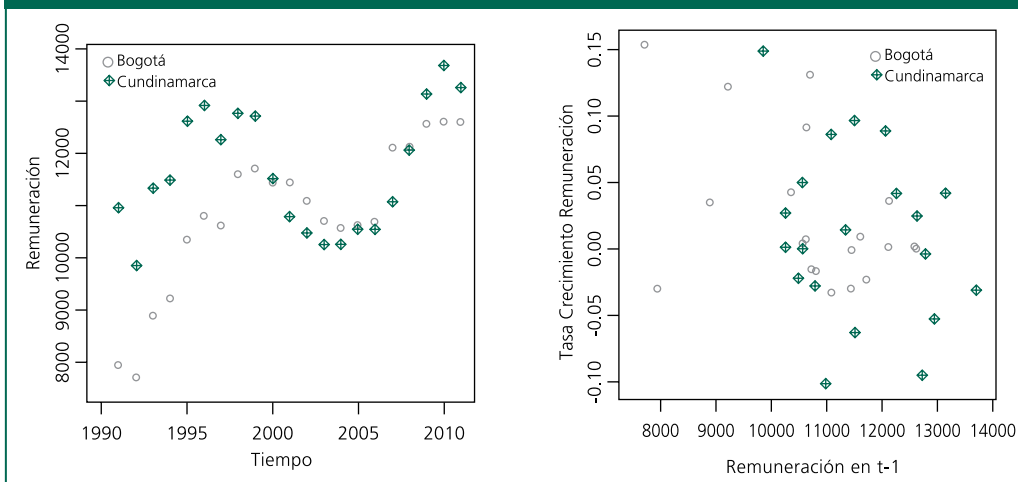 Remuneración
14000
12000
10000
9000
8000
Bogotá
Cundinamarca
1990
1995
2000
2005
2010
Tiempo
Tasa Crecimiento Remuneración
0.15
0.10
0.05
0.00
-0.05
-0.10
Bogotá
Cundinamarca
8000
9000
10000
11000
12000
13000
14000
Remuneración en t-1